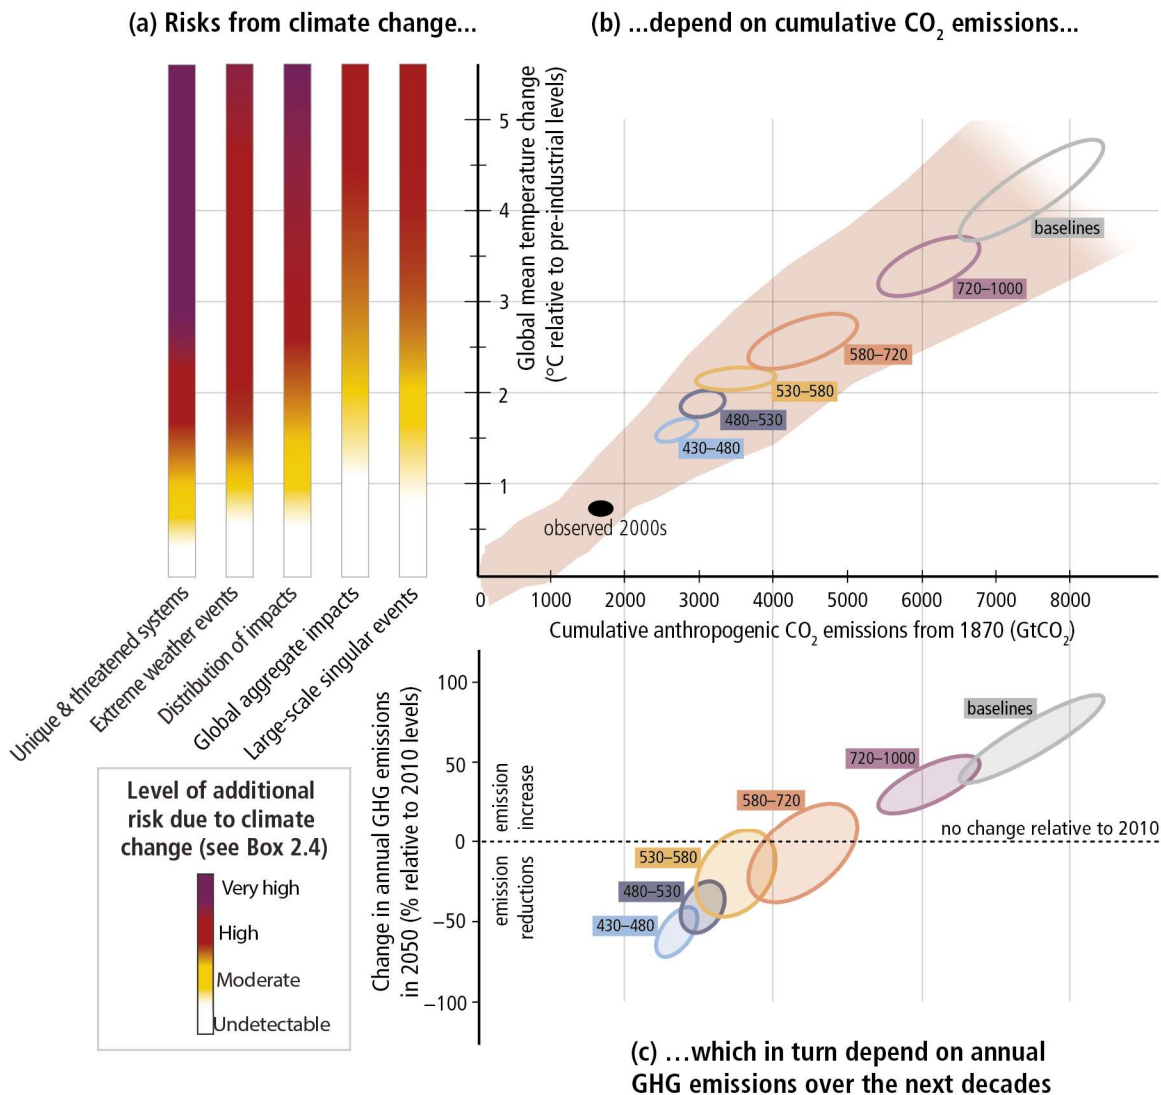 (a) Risks from climate change...
(b) ...depend on cumulative CO2 emissions...
Global mean temperature change
(°C relative to pre-industrial levels)
5
4
3
2
1
baselines
720–1000
580–720
530–580
480–530
430–480
observed 2000s
0
1000
2000
3000
4000
5000
6000
7000
8000
Cumulative anthropogenic CO2 emissions from 1870 (GtCO2)
Unique & threatened systems
Extreme weather events
Distribution of impacts
Global aggregate impacts
Large-scale singular events
Level of additional
risk due to climate
change (see Box 2.4)
Very high
High
Moderate
Undetectable
Change in annual GHG emissions
in 2050 (% relative to 2010 levels)
100
50
0
−50
−100
emission
increase
emission
reductions
baselines
720–1000
580–720
no change relative to 2010
530–580
480–530
430–480
(c) ...which in turn depend on annual
GHG emissions over the next decades